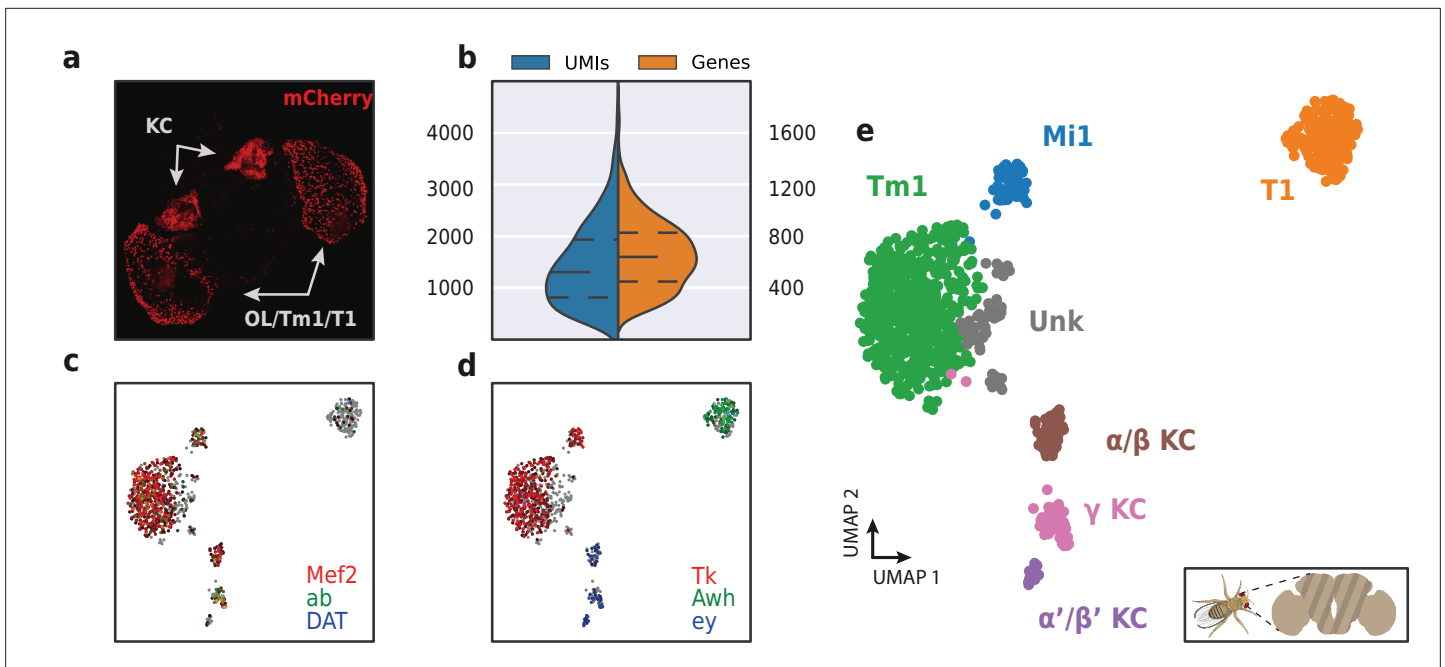 a
mCherry
KC
OL/Tm1/T1
b
UMIs Genes
4000
3000
2000
1000
1600
1200
800
400
c
Mef2
ab
DAT
d
Tk
Awh
ey
e
Mi1
Tm1
T1
Unk
α/β KC
γ KC
α’/β’ KC
UMAP 2
UMAP 1